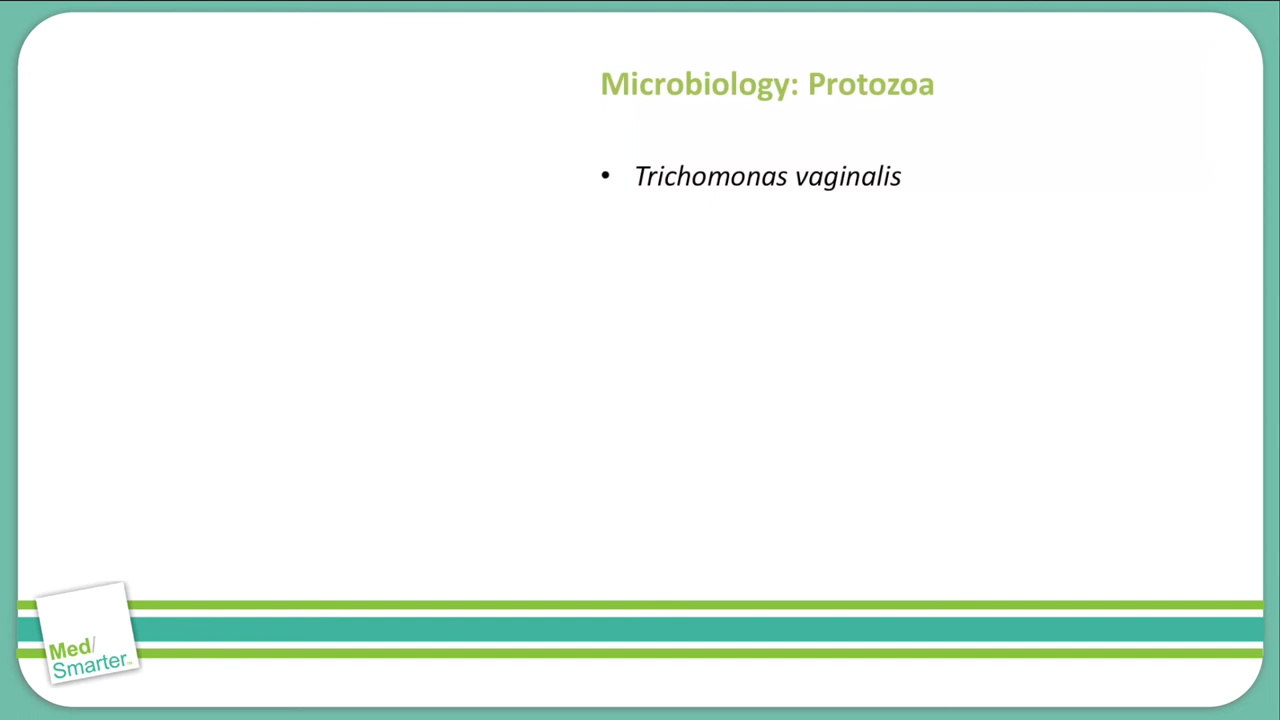 Microbiology: Protozoa
• Trichomonas vaginalis
Med/
Smarter